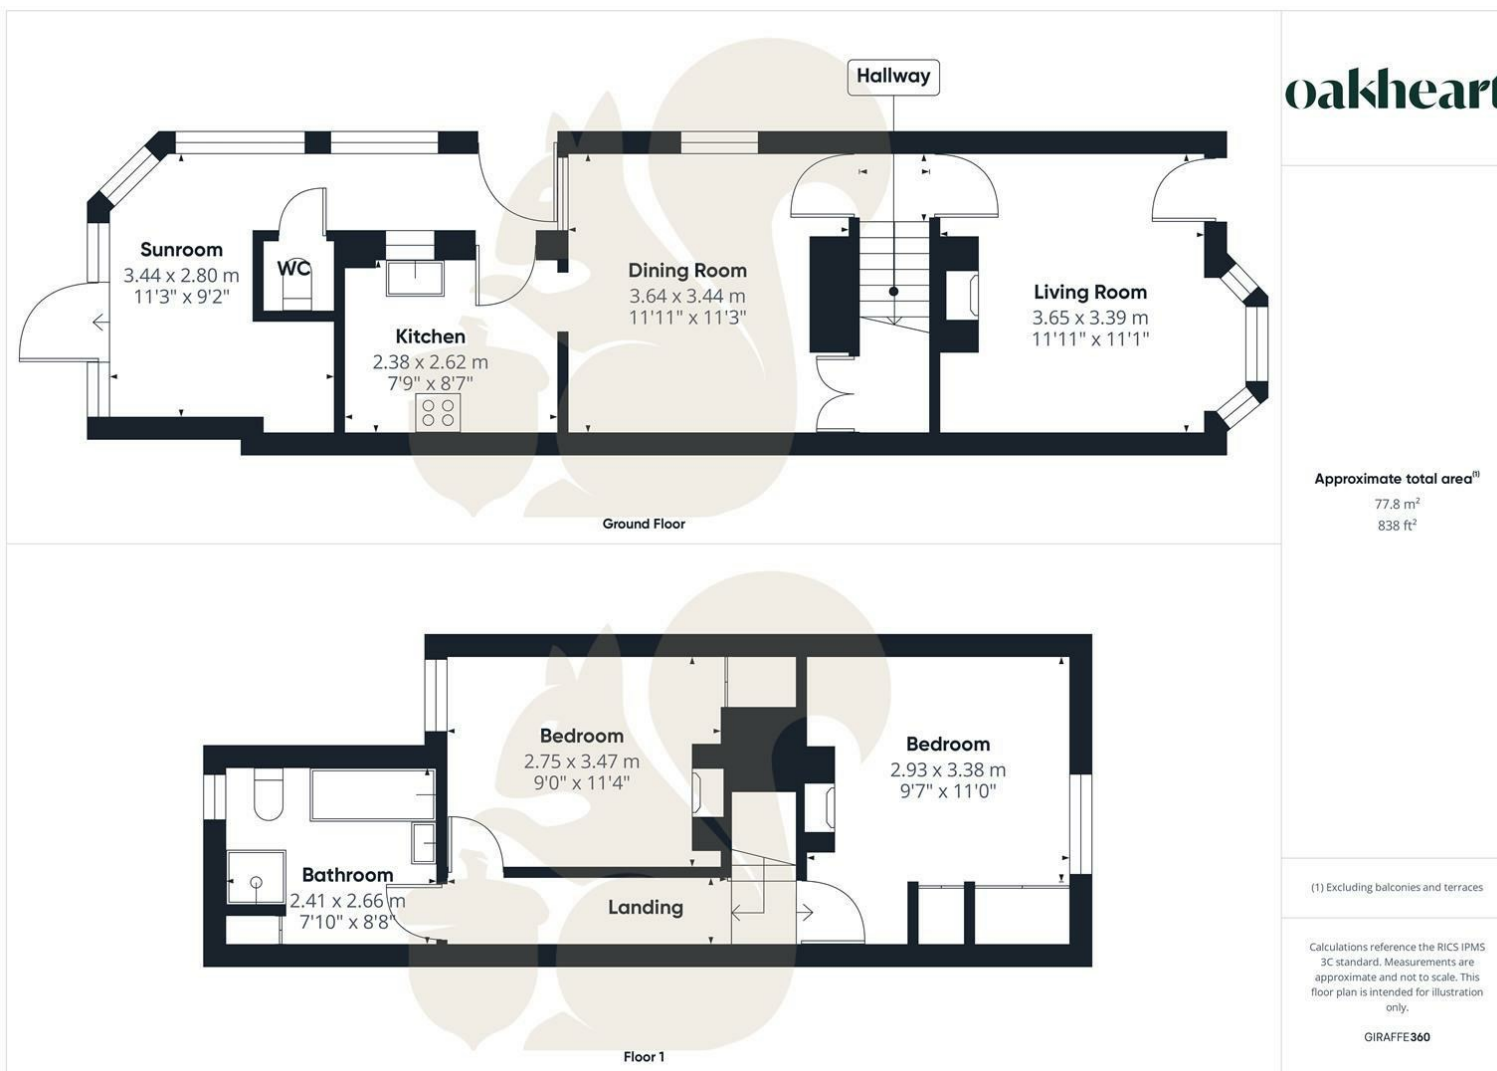 Hallway
oakheart
Sunroom
3.44 x 2.80 m
11'3" x 9'2"
WC
Kitchen
2.38 x 2.62 m
7'9" x 8'7"
Dining Room
3.64 x 3.44 m
11'11" x 11'3"
Living Room
3.65 x 3.39 m
11'11" x 11'1"
Ground Floor
Approximate total area(1)
77.8 m²
838 ft²
Bedroom
2.75 x 3.47 m
9'0" x 11'4"
Bedroom
2.93 x 3.38 m
9'7" x 11'0"
Bathroom
2.41 x 2.66 m
7'10" x 8'8"
Landing
Floor 1
(1) Excluding balconies and terraces
Calculations reference the RICS IPMS
3C standard. Measurements are
approximate and not to scale. This
floor plan is intended for illustration
only.
GIRAFFE360